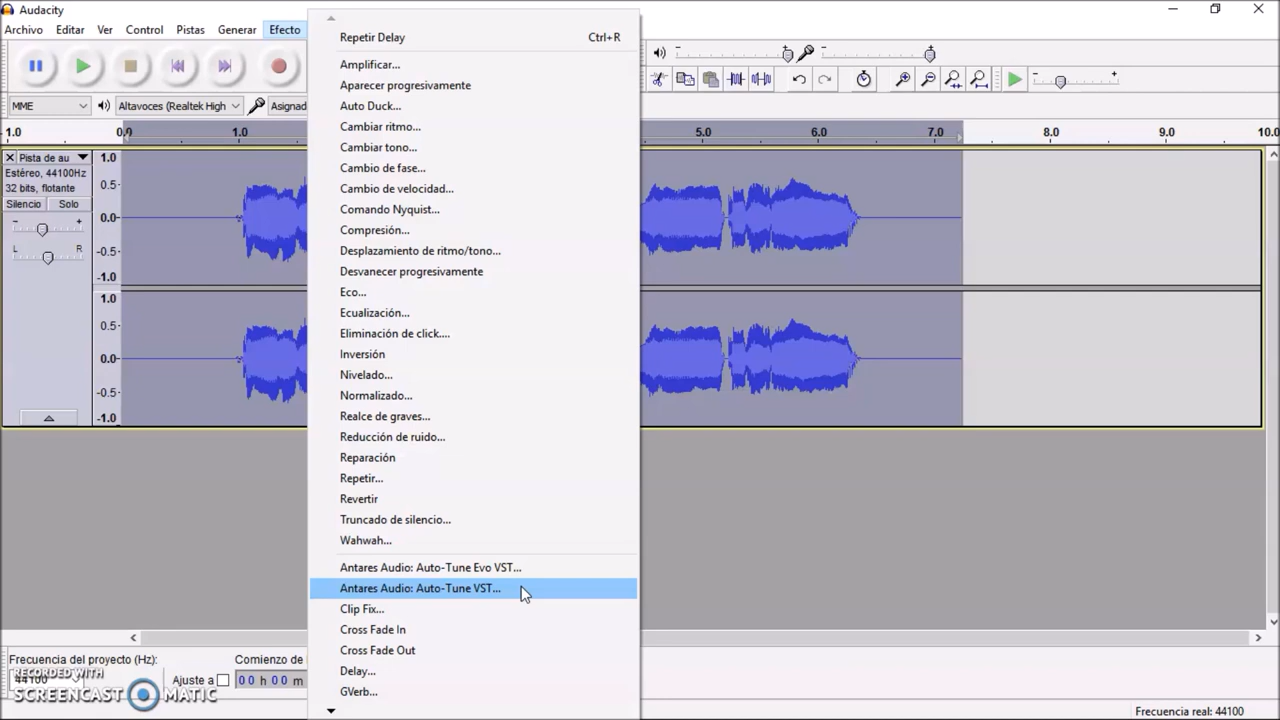 Audacity
Archivo Editar Ver Control Pistas Generar Efecto
Repetir Delay Ctrl+R
Amplificar...
Aparecer progresivamente
Auto Duck...
Cambiar ritmo...
Cambiar tono...
Cambio de fase...
Cambio de velocidad...
Comando Nyquist...
Compresión...
Desplazamiento de ritmo/tono...
Desvanecer progresivamente
Eco...
Ecualización...
Eliminación de click....
Inversión
Nivelado...
Normalizado...
Realce de graves...
Reducción de ruido...
Reparación
Repetir...
Revertir
Truncado de silencio...
Wahwah...
Antares Audio: Auto-Tune Evo VST...
Antares Audio: Auto-Tune VST...
Clip Fix...
Cross Fade In
Cross Fade Out
Delay...
GVerb...
MME Altavoces (Realtek High Asignad
1.0 0.0 1.0 5.0 6.0 7.0 8.0 9.0 10.0
Pista de au
Estéreo, 44100Hz
32 bits, flotante
Silencio Solo
- +
L R
1.0
0.5
0.0
-0.5
-1.0
1.0
0.5
0.0
-0.5
-1.0
Frecuencia del proyecto (Hz): Comienzo de
44100 Ajuste a 00 h 00 m
RECORDED WITH
SCREENCAST MATIC
Frecuencia real: 44100